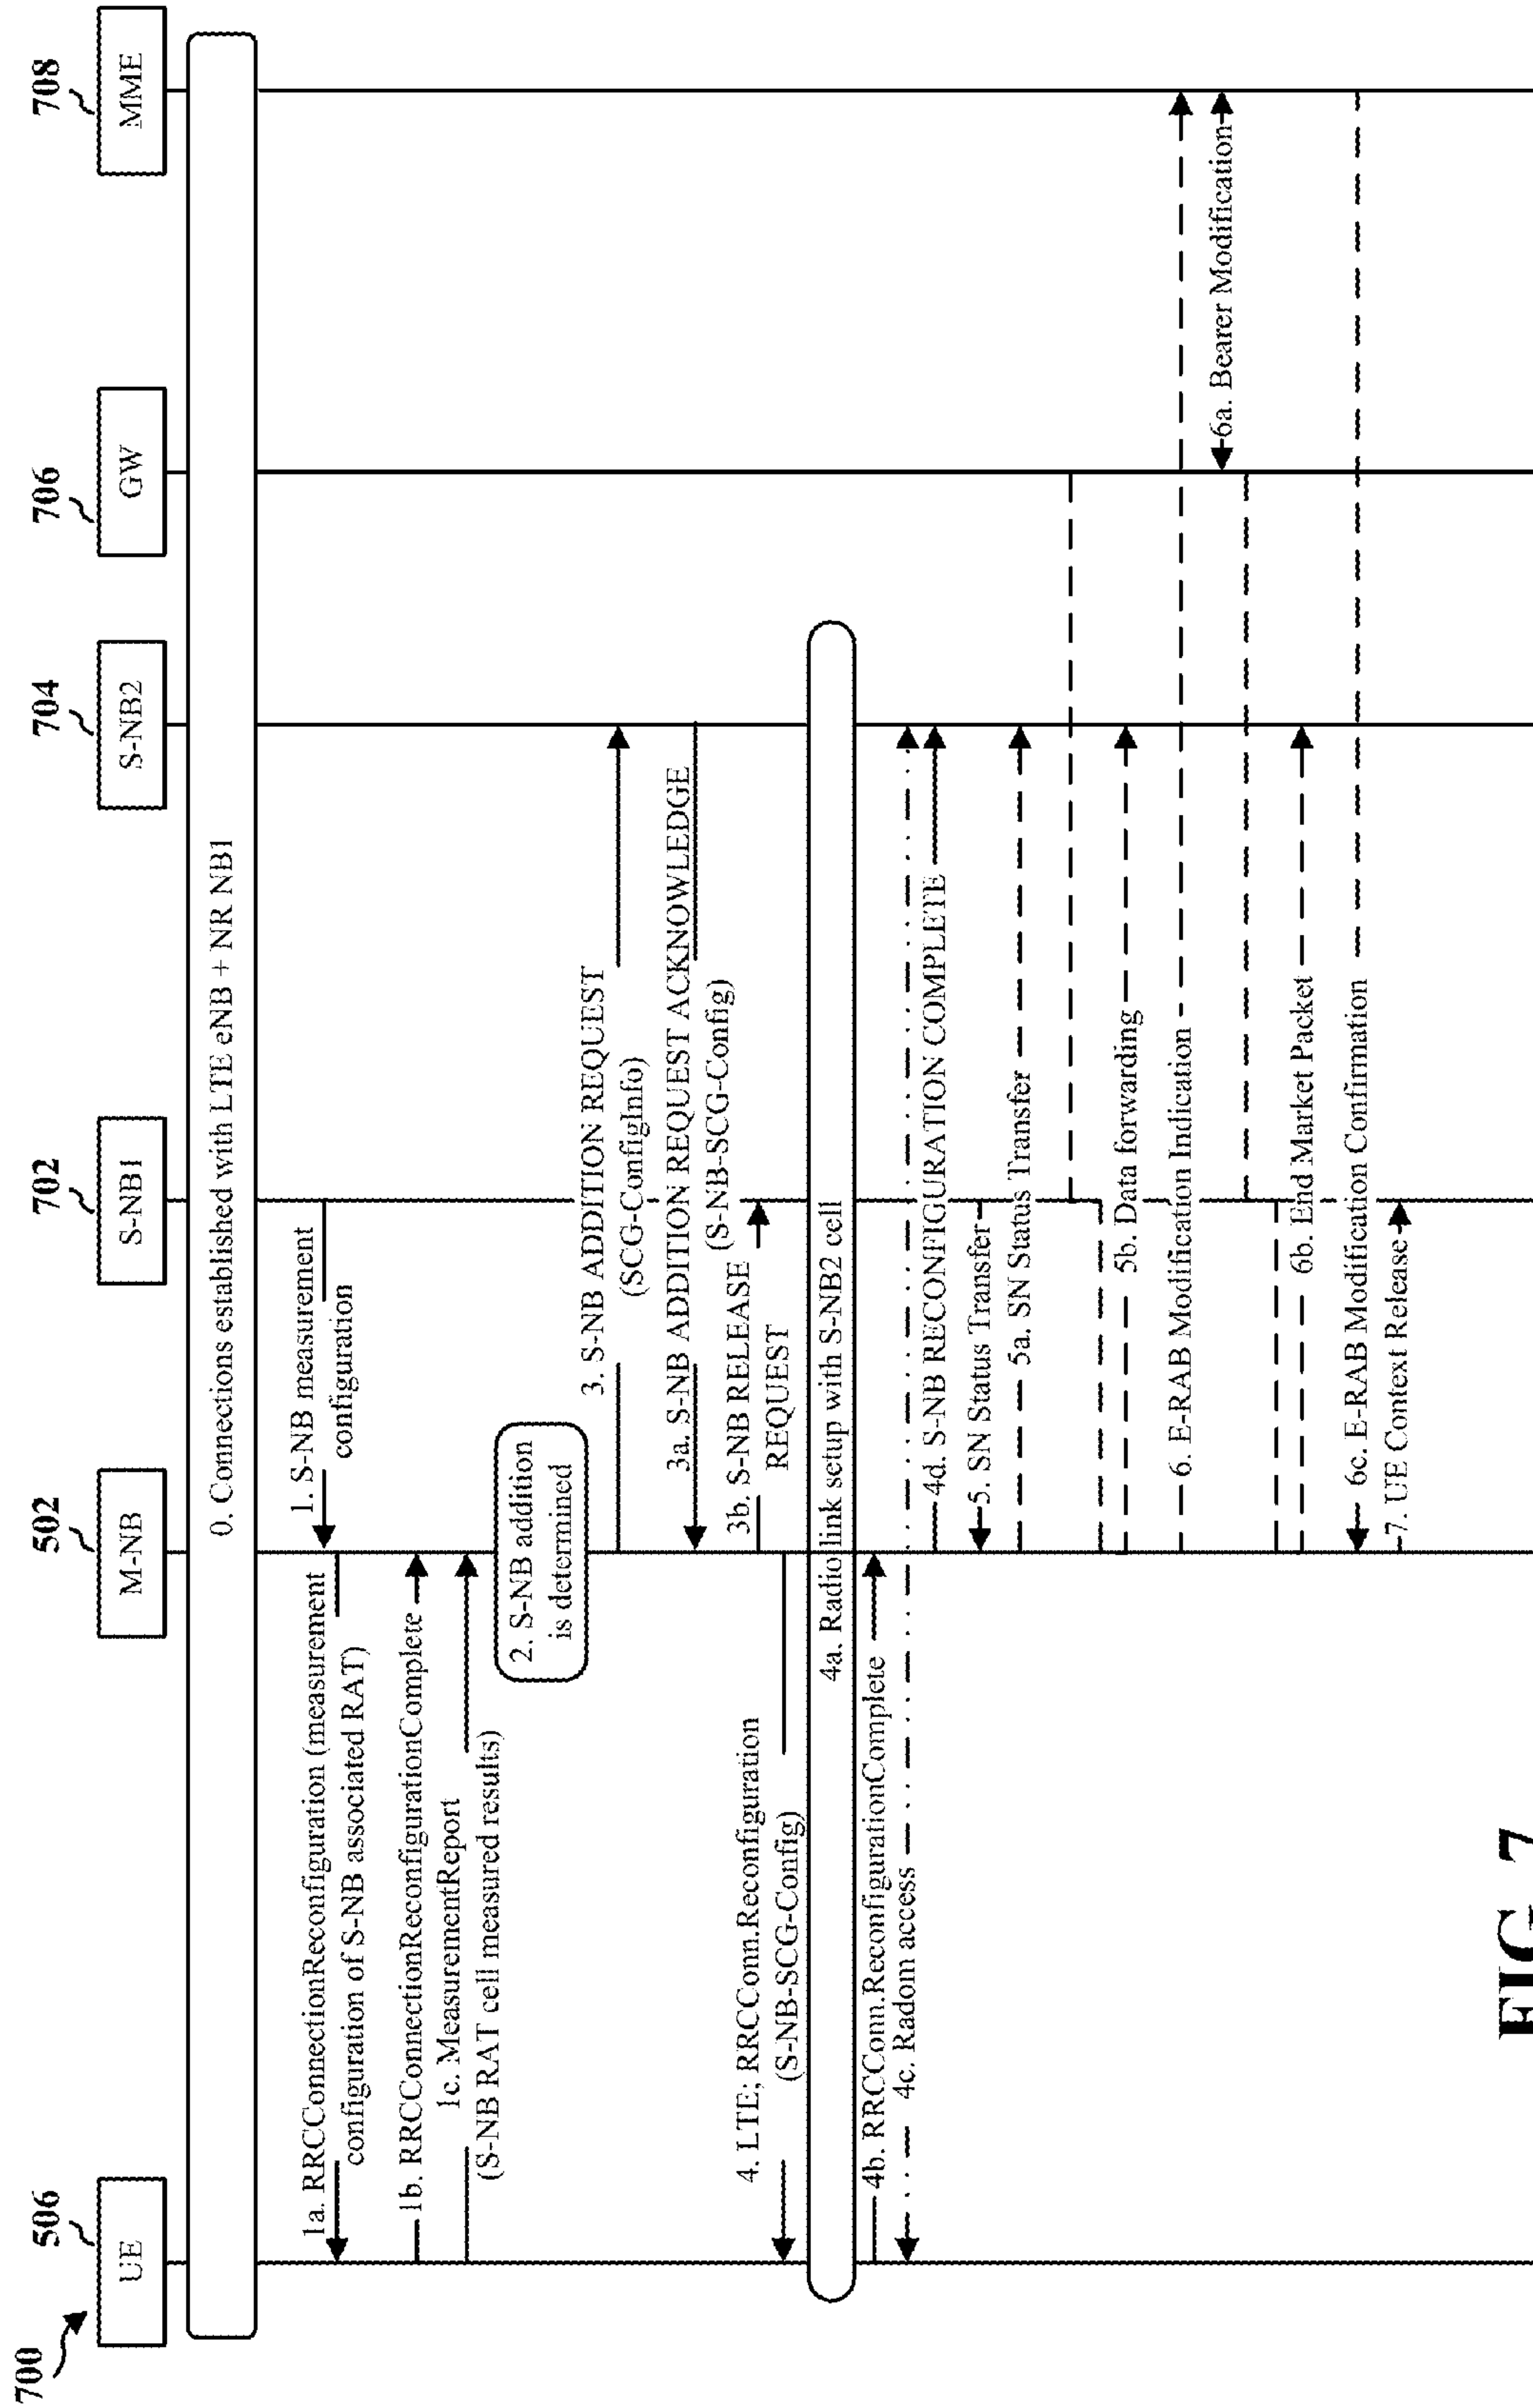 700
506
UE
502
M-NB
702
S-NB1
704
S-NB2
706
GW
708
MME
0. Connections established with LTE eNB + NR NB1
1. S-NB measurement
configuration
1a. RRCConnectionReconfiguration (measurement
configuration of S-NB associated RAT)
1b. RRCConnectionReconfigurationComplete
1c. MeasurementReport
(S-NB RAT cell measured results)
2. S-NB addition
is determined
3. S-NB ADDITION REQUEST
(SCG-ConfigInfo)
3a. S-NB ADDITION REQUEST ACKNOWLEDGE
(S-NB-SCG-Config)
3b. S-NB RELEASE
REQUEST
4. LTE; RRCConn.Reconfiguration
(S-NB-SCG-Config)
4a. Radio link setup with S-NB2 cell
4b. RRCConn.ReconfigurationComplete
4c. Radom access
4d. S-NB RECONFIGURATION COMPLETE
5. SN Status Transfer
5a. SN Status Transfer
5b. Data forwarding
6. E-RAB Modification Indication
6a. Bearer Modification
6b. End Market Packet
6c. E-RAB Modification Confirmation
7. UE Context Release
FIG. 7